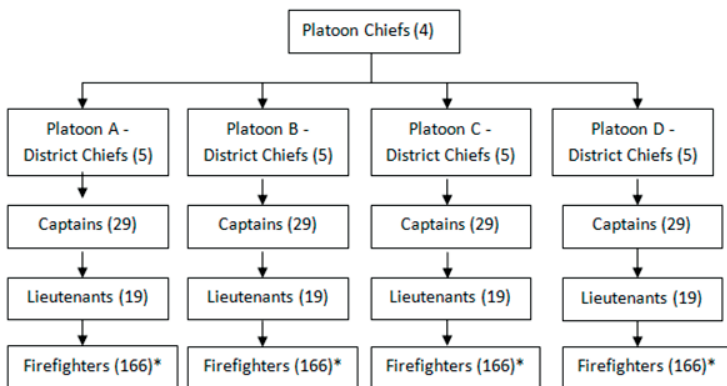 Platoon Chiefs (4)
Platoon A -
District Chiefs (5)
Platoon B -
District Chiefs (5)
Platoon C -
District Chiefs (5)
Platoon D -
District Chiefs (5)
Captains (29)
Captains (29)
Captains (29)
Captains (29)
Lieutenants (19)
Lieutenants (19)
Lieutenants (19)
Lieutenants (19)
Firefighters (166)*
Firefighters (166)*
Firefighters (166)*
Firefighters (166)*